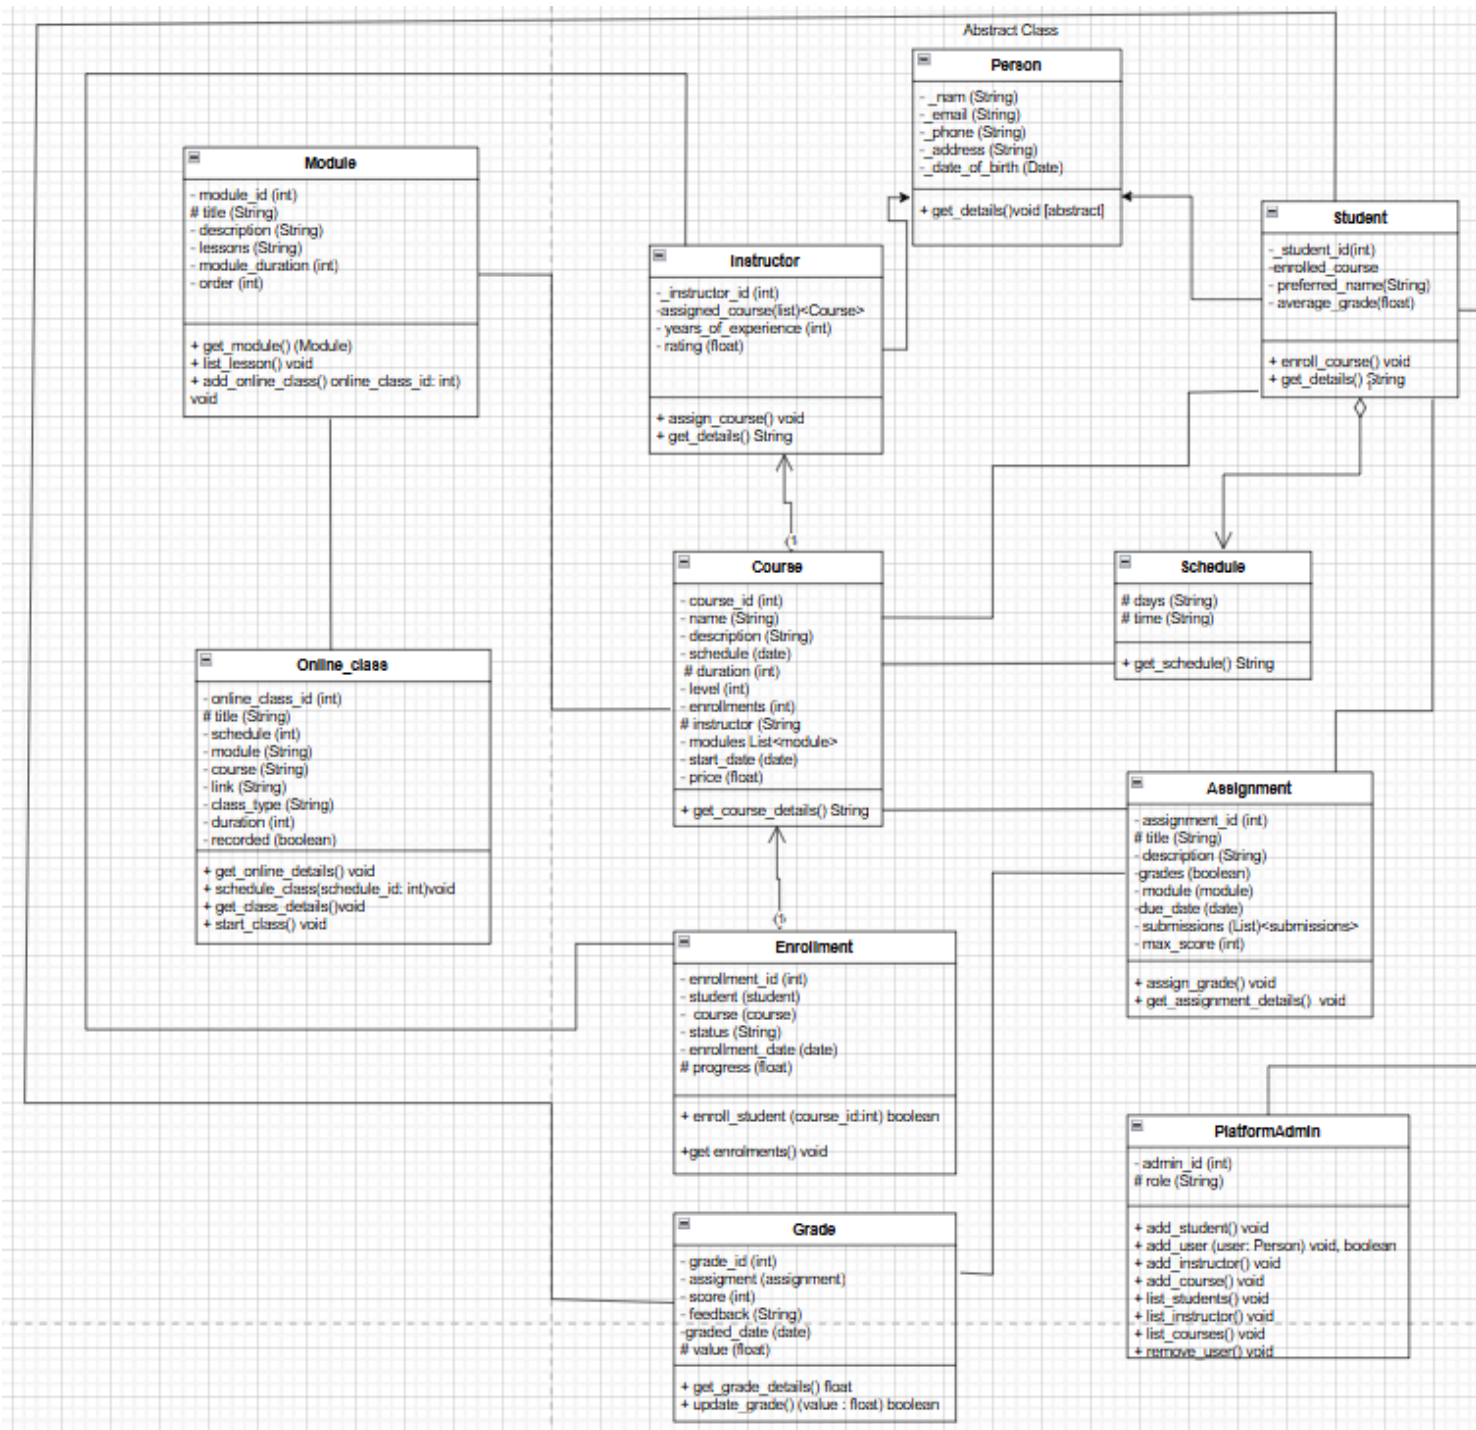 Abstract Class
Person
- _nam (String)
- _email (String)
- _phone (String)
- _address (String)
- _date_of_birth (Date)
+ get_details()void [abstract]
Module
- module_id (int)
# title (String)
- description (String)
- lessons (String)
- module_duration (int)
- order (int)
+ get_module() (Module)
+ list_lesson() void
+ add_online_class() online_class_id: int)
void
Instructor
- _instructor_id (int)
-assigned_course(list)<Course>
- years_of_experience (int)
- rating (float)
+ assign_course() void
+ get_details() String
Student
- _student_id(int)
-enrolled_course
- preferred_name(String)
- average_grade(float)
+ enroll_course() void
+ get_details() String
(1
Course
- course_id (int)
- name (String)
- description (String)
- schedule (date)
# duration (int)
- level (int)
- enrollments (int)
# instructor (String
- modules List<module>
- start_date (date)
- price (float)
+ get_course_details() String
Schedule
# days (String)
# time (String)
+ get_schedule() String
Online_class
- online_class_id (int)
# title (String)
- schedule (int)
- module (String)
- course (String)
- link (String)
- class_type (String)
- duration (int)
- recorded (boolean)
+ get_online_details() void
+ schedule_class(schedule_id: int)void
+ get_class_details()void
+ start_class() void
Assignment
- assignment_id (int)
# title (String)
- description (String)
-grades (boolean)
- module (module)
-due_date (date)
- submissions (List)<submissions>
- max_score (int)
+ assign_grade() void
+ get_assignment_details() void
(1
Enrollment
- enrollment_id (int)
- student (student)
- course (course)
- status (String)
- enrollment_date (date)
# progress (float)
+ enroll_student (course_id:int) boolean
+get enrolments() void
PlatformAdmin
- admin_id (int)
# role (String)
+ add_student() void
+ add_user (user: Person) void, boolean
+ add_instructor() void
+ add_course() void
+ list_students() void
+ list_instructor() void
+ list_courses() void
+ remove_user() void
Grade
- grade_id (int)
- assigment (assignment)
- score (int)
- feedback (String)
-graded_date (date)
# value (float)
+ get_grade_details() float
+ update_grade() (value : float) boolean